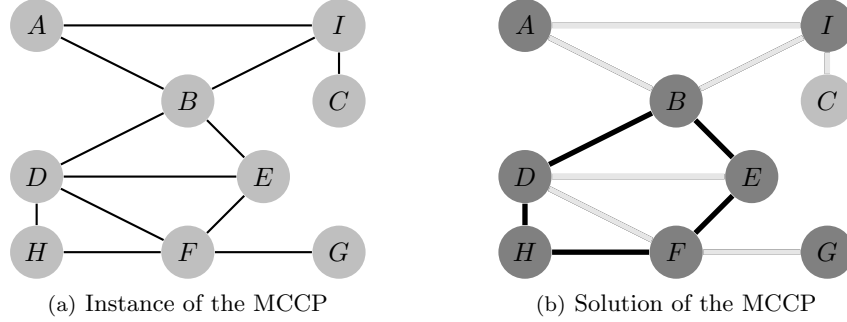 A I A I
B C B C
D E D E
H F G H F G
(a) Instance of the MCCP (b) Solution of the MCCP